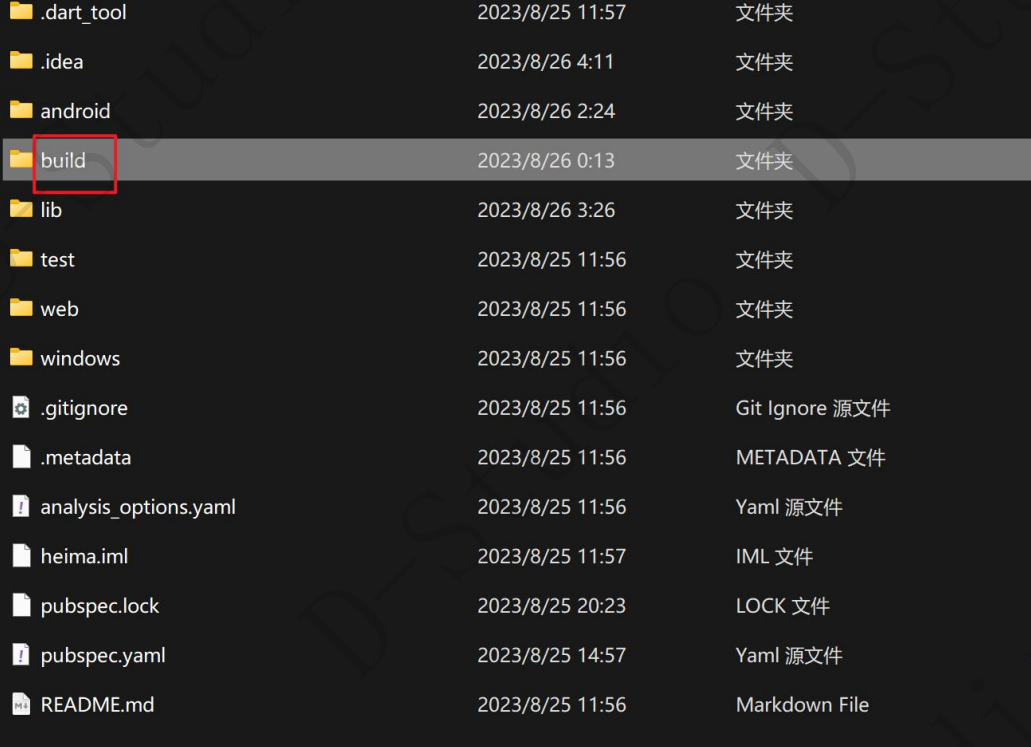 .dart_tool 2023/8/25 11:57 文件夹
.idea 2023/8/26 4:11 文件夹
android 2023/8/26 2:24 文件夹
build 2023/8/26 0:13 文件夹
lib 2023/8/26 3:26 文件夹
test 2023/8/25 11:56 文件夹
web 2023/8/25 11:56 文件夹
windows 2023/8/25 11:56 文件夹
.gitignore 2023/8/25 11:56 Git Ignore 源文件
.metadata 2023/8/25 11:56 METADATA 文件
analysis_options.yaml 2023/8/25 11:56 Yaml 源文件
heima.iml 2023/8/25 11:57 IML 文件
pubspec.lock 2023/8/25 20:23 LOCK 文件
pubspec.yaml 2023/8/25 14:57 Yaml 源文件
README.md 2023/8/25 11:56 Markdown File
D-Studio